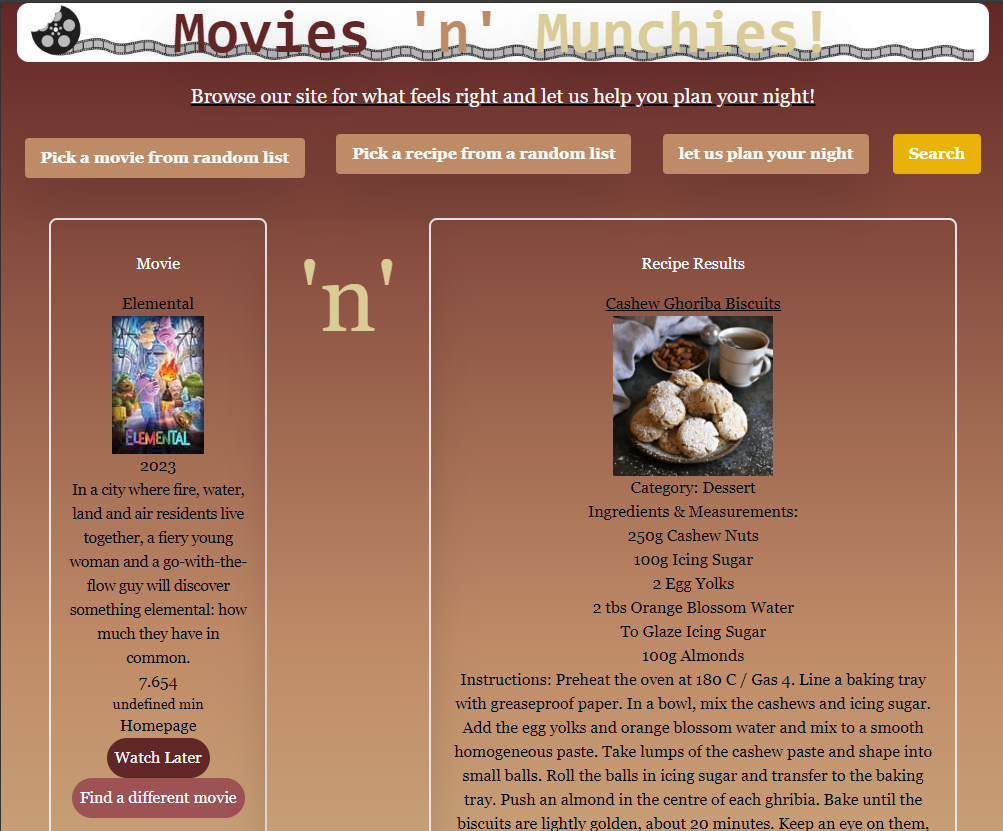 Movies 'n' Munchies!
Browse our site for what feels right and let us help you plan your night!
Pick a movie from random list
Pick a recipe from a random list
let us plan your night
Search
Movie
Elemental
ELEMENTAL
2023
In a city where fire, water,
land and air residents live
together, a fiery young
woman and a go-with-the-
flow guy will discover
something elemental: how
much they have in
common.
7.654
undefined min
Homepage
Watch Later
Find a different movie
'n'
Recipe Results
Cashew Ghoriba Biscuits
Category: Dessert
Ingredients & Measurements:
250g Cashew Nuts
100g Icing Sugar
2 Egg Yolks
2 tbs Orange Blossom Water
To Glaze Icing Sugar
100g Almonds
Instructions: Preheat the oven at 180 C / Gas 4. Line a baking tray
with greaseproof paper. In a bowl, mix the cashews and icing sugar.
Add the egg yolks and orange blossom water and mix to a smooth
homogeneous paste. Take lumps of the cashew paste and shape into
small balls. Roll the balls in icing sugar and transfer to the baking
tray. Push an almond in the centre of each ghribia. Bake until the
biscuits are lightly golden, about 20 minutes. Keep an eye on them,